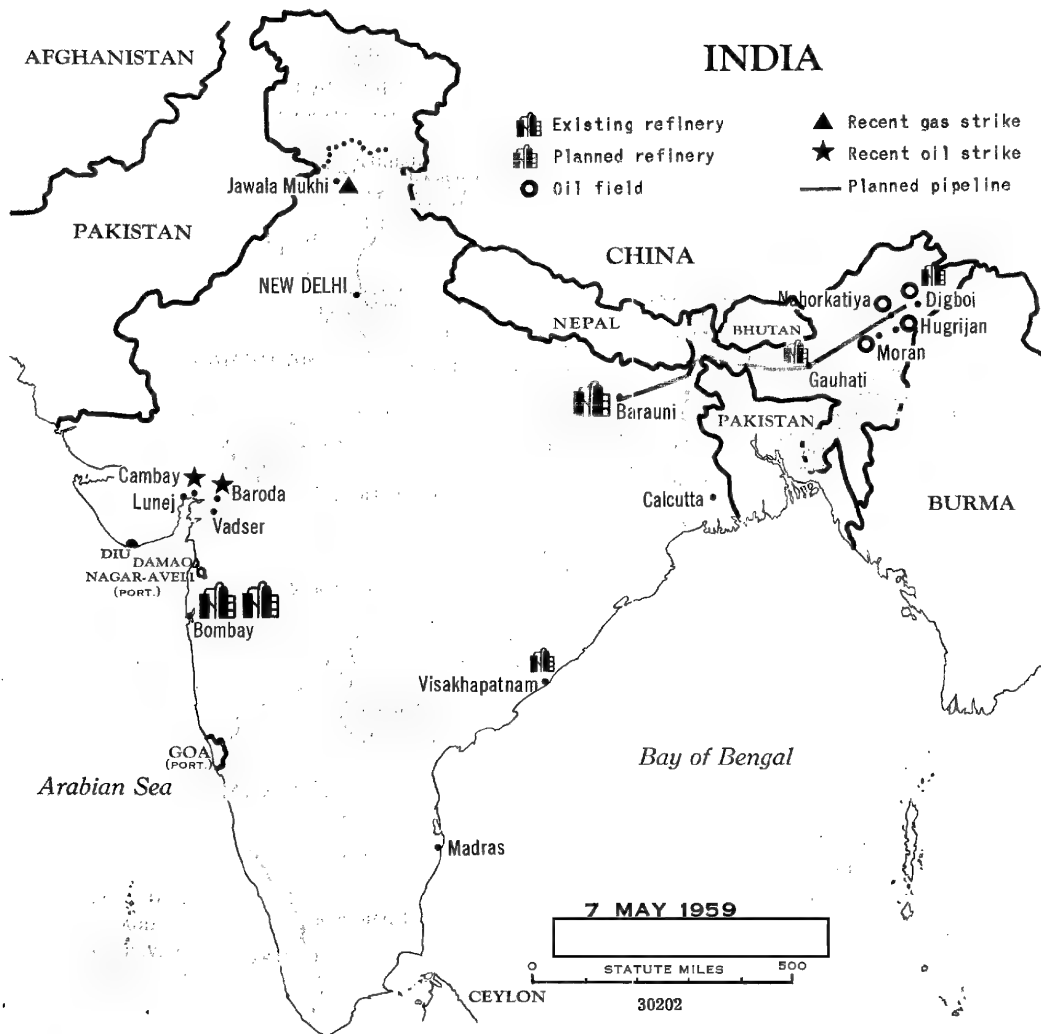 INDIA
AFGHANISTAN
Existing refinery
Recent gas strike
Planned refinery
Recent oil strike
Oil field
Planned pipeline
Jawala Mukhi
PAKISTAN
CHINA
NEW DELHI
Nahorkatiya
Digboi
NEPAL
BHUTAN
Hugrijan
Moran
Gauhati
Barauni
PAKISTAN
Cambay
Baroda
Lunej
Calcutta
BURMA
Vadser
DIU
DAMAO
NAGAR-AVELI
(PORT.)
Bombay
Visakhapatnam
GOA
(PORT.)
Bay of Bengal
Arabian Sea
Madras
7 MAY 1959
0 STATUTE MILES 500
CEYLON
30202